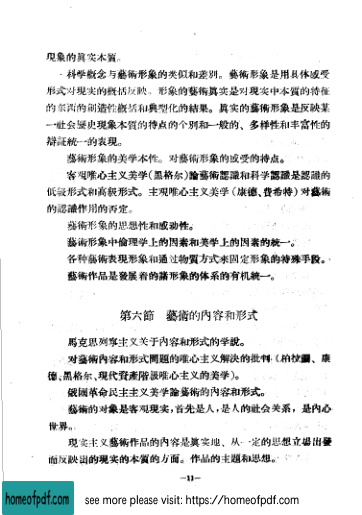 現象的眞实本質。
科學概念与藝術形象的类似和差別。藝術形象是用具体感受
形式对現实的概括反映。形象的藝術眞实是对現实中本質的特征
的东西的創造性概括和典型化的結果。眞实的藝術形象是反映某
一社会歷史現象本質的特点的个別和一般的、多样性和丰富性的
辯証統一的表現。
藝術形象的美学本性。对藝術形象的感受的特点。
客观唯心主义美学(黑格尔)論藝術認識和科学認識是認識的
低級形式和高級形式。主观唯心主义美学(康德、費希特)对藝術
的認識作用的否定。
藝術形象的思想性和感动性。
藝術形象中倫理学上的因素和美学上的因素的統一。
各种藝術表現形象和通过物質方式來固定形象的特殊手段。
藝術作品是發展着的諸形象的体系的有机統一。
第六節 藝術的內容和形式
馬克思列寧主义关于內容和形式的学說。
对藝術內容和形式問題的唯心主义解決的批判(柏拉圖、康
德、黑格尔、現代資產階級唯心主义的美学)。
俄國革命民主主义美学論藝術的內容和形式。
藝術的对象是客观現实,首先是人,是人的社会关系,是內心
世界。
現实主义藝術作品的內容是眞实地、从一定的思想立場出發
而反映出的現实的本質的方面。作品的主題和思想。
—11—
homeofpdf.com
see more please visit: https://homeofpdf.com